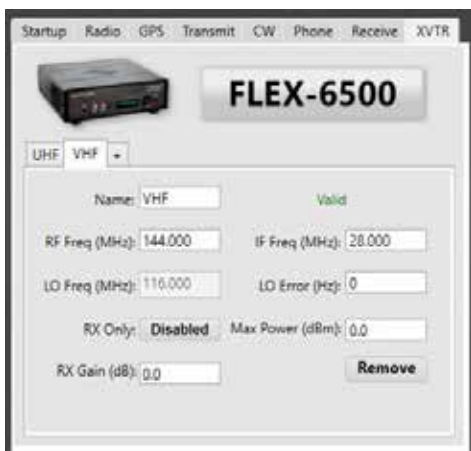 Startup Radio GPS Transmit CW Phone Receive XVTR
FLEX-6500
UHF VHF +
Name: VHF Valid
RF Freq (MHz): 144.000 IF Freq (MHz): 28.000
LO Freq (MHz): 116.000 LO Error (Hz): 0
RX Only: Disabled Max Power (dBm): 0.0
RX Gain (dB): 0.0 Remove